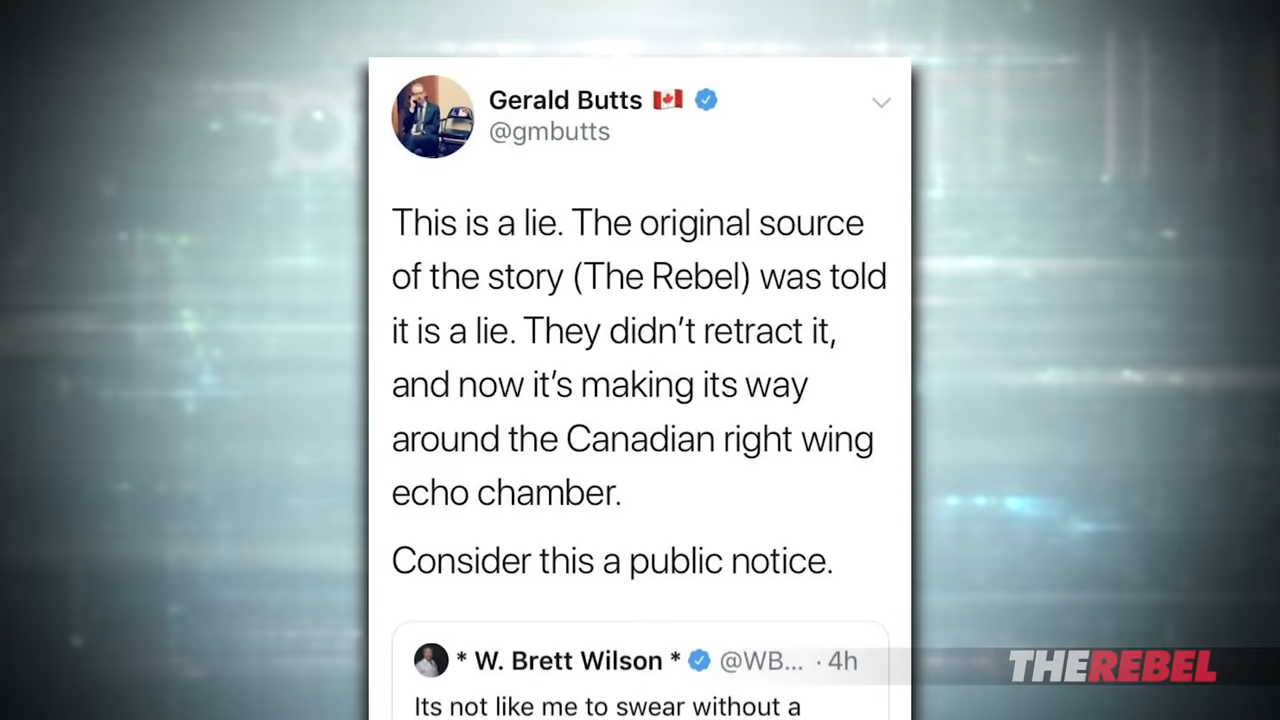 Gerald Butts 🇨🇦
@gmbutts
This is a lie. The original source
of the story (The Rebel) was told
it is a lie. They didn't retract it,
and now it's making its way
around the Canadian right wing
echo chamber.
Consider this a public notice.
* W. Brett Wilson * @WB... · 4h
Its not like me to swear without a
THEREBEL